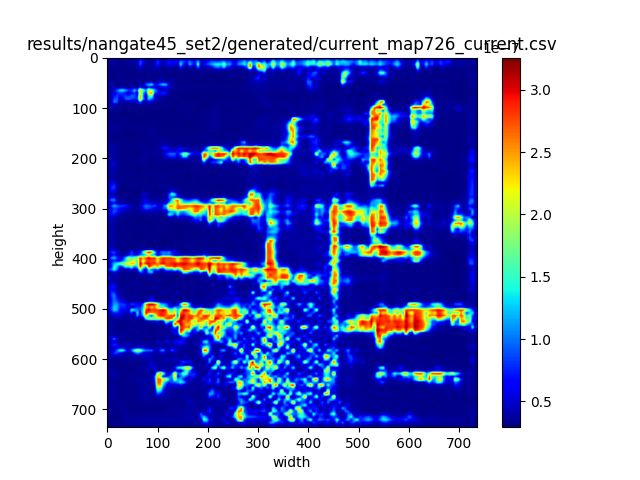 results/nangate45_set2/generated/current_map726_current.csv
1e−7
0
100
200
300
400
500
600
700
height
0 100 200 300 400 500 600 700
width
3.0
2.5
2.0
1.5
1.0
0.5